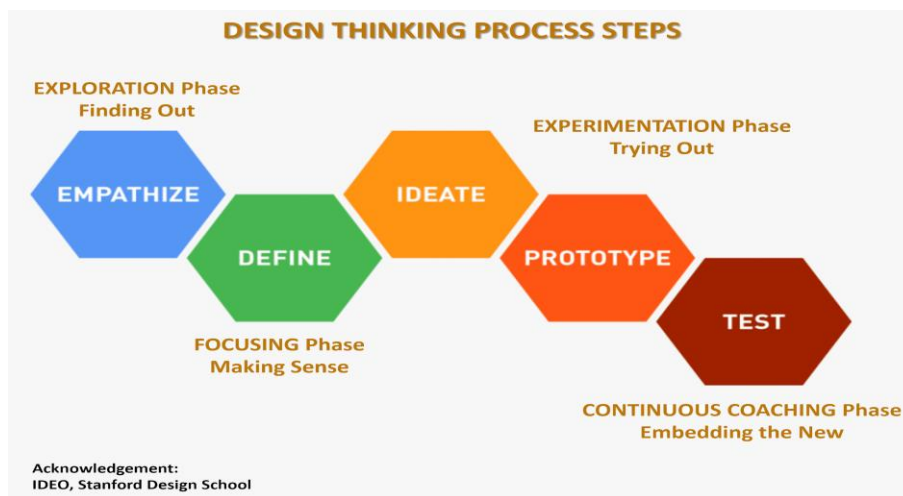 DESIGN THINKING PROCESS STEPS
EXPLORATION Phase
Finding Out
EMPATHIZE
DEFINE
FOCUSING Phase
Making Sense
IDEATE
EXPERIMENTATION Phase
Trying Out
PROTOTYPE
TEST
CONTINUOUS COACHING Phase
Embedding the New
Acknowledgement:
IDEO, Stanford Design School